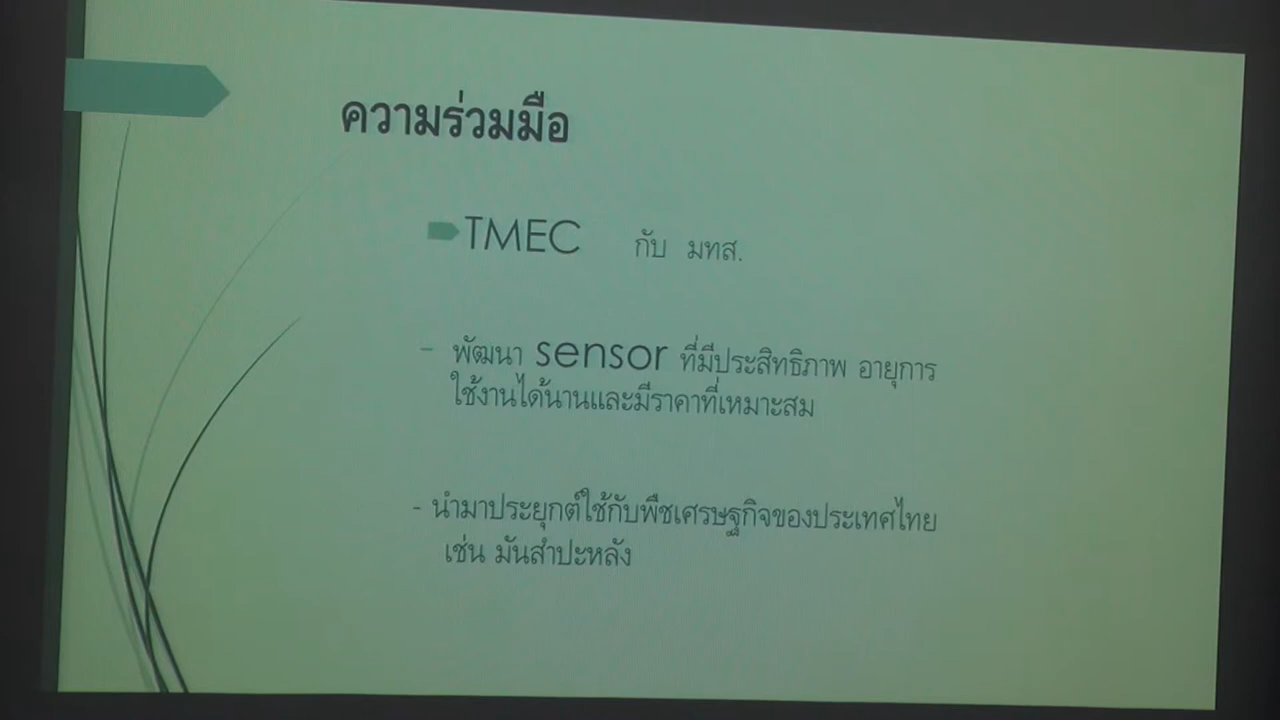 ความร่วมมือ
TMEC กับ มทส.
- พัฒนา sensor ที่มีประสิทธิภาพ อายุการ
ใช้งานได้นานและมีราคาที่เหมาะสม
- นำมาประยุกต์ใช้กับพืชเศรษฐกิจของประเทศไทย
เช่น มันสำปะหลัง